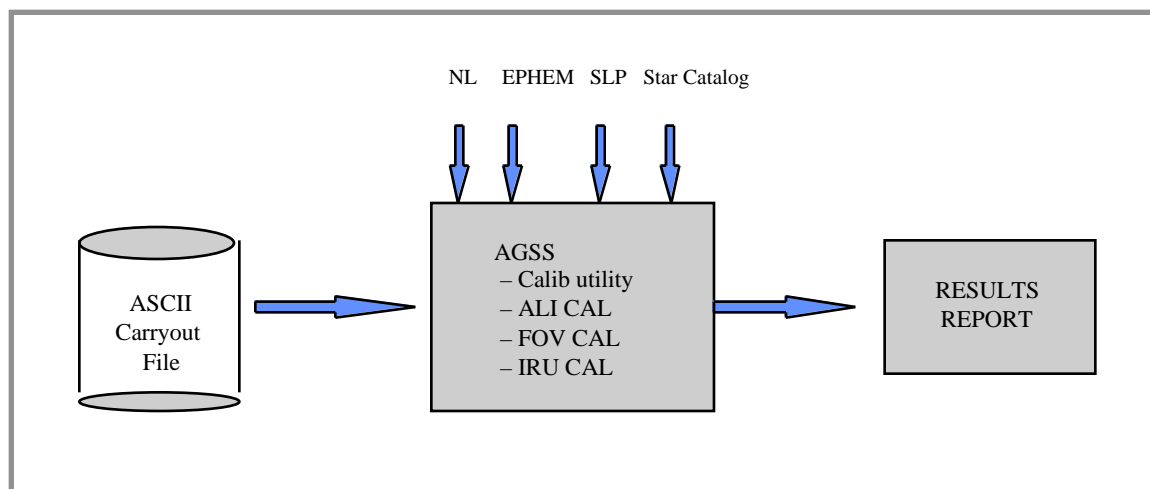 NL EPHEM SLP Star Catalog
ASCII
Carryout
File
AGSS
– Calib utility
– ALI CAL
– FOV CAL
– IRU CAL
RESULTS
REPORT